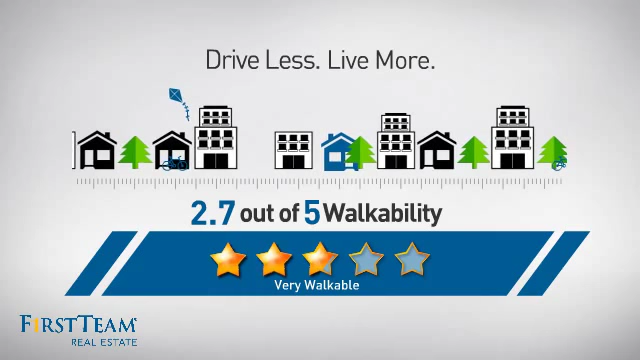 Drive Less. Live More.
2.7 out of 5 Walkability
Very Walkable
FIRSTTEAM®
REAL ESTATE